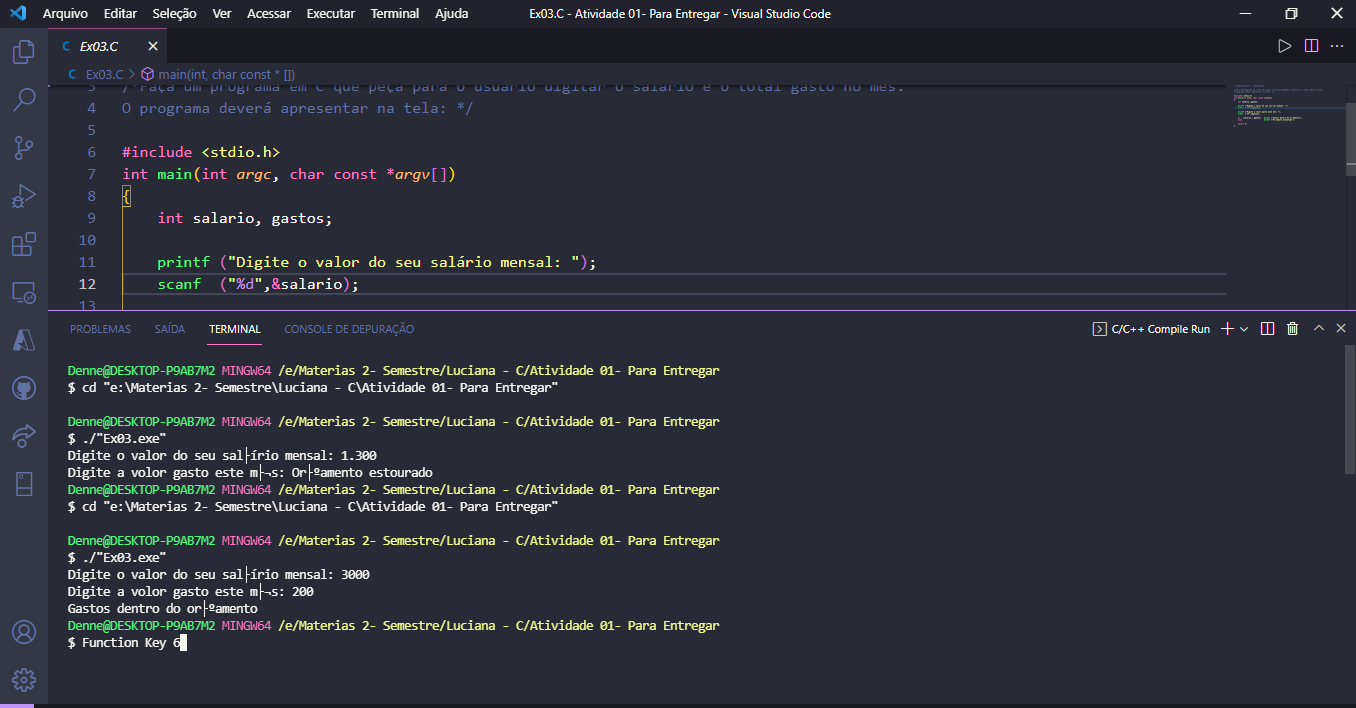 Arquivo Editar Seleção Ver Acessar Executar Terminal Ajuda Ex03.C - Atividade 01- Para Entregar - Visual Studio Code
C Ex03.C
C Ex03.C > main(int, char const * [])
3 /*Faça um programa em C que peça para o usuário digitar o salário e o total gasto no mês.
4 O programa deverá apresentar na tela: */
5
6 #include <stdio.h>
7 int main(int argc, char const *argv[])
8 {
9 int salario, gastos;
10
11 printf ("Digite o valor do seu salário mensal: ");
12 scanf ("%d",&salario);
13
PROBLEMAS SAÍDA TERMINAL CONSOLE DE DEPURAÇÃO C/C++ Compile Run
Denne@DESKTOP-P9AB7M2 MINGW64 /e/Materias 2- Semestre/Luciana - C/Atividade 01- Para Entregar
$ cd "e:\Materias 2- Semestre\Luciana - C\Atividade 01- Para Entregar"
Denne@DESKTOP-P9AB7M2 MINGW64 /e/Materias 2- Semestre/Luciana - C/Atividade 01- Para Entregar
$ ./"Ex03.exe"
Digite o valor do seu sal├írio mensal: 1.300
Digite a volor gasto este m├¬s: Or├ºamento estourado
Denne@DESKTOP-P9AB7M2 MINGW64 /e/Materias 2- Semestre/Luciana - C/Atividade 01- Para Entregar
$ cd "e:\Materias 2- Semestre\Luciana - C\Atividade 01- Para Entregar"
Denne@DESKTOP-P9AB7M2 MINGW64 /e/Materias 2- Semestre/Luciana - C/Atividade 01- Para Entregar
$ ./"Ex03.exe"
Digite o valor do seu sal├írio mensal: 3000
Digite a volor gasto este m├¬s: 200
Gastos dentro do or├ºamento
Denne@DESKTOP-P9AB7M2 MINGW64 /e/Materias 2- Semestre/Luciana - C/Atividade 01- Para Entregar
$ Function Key 6